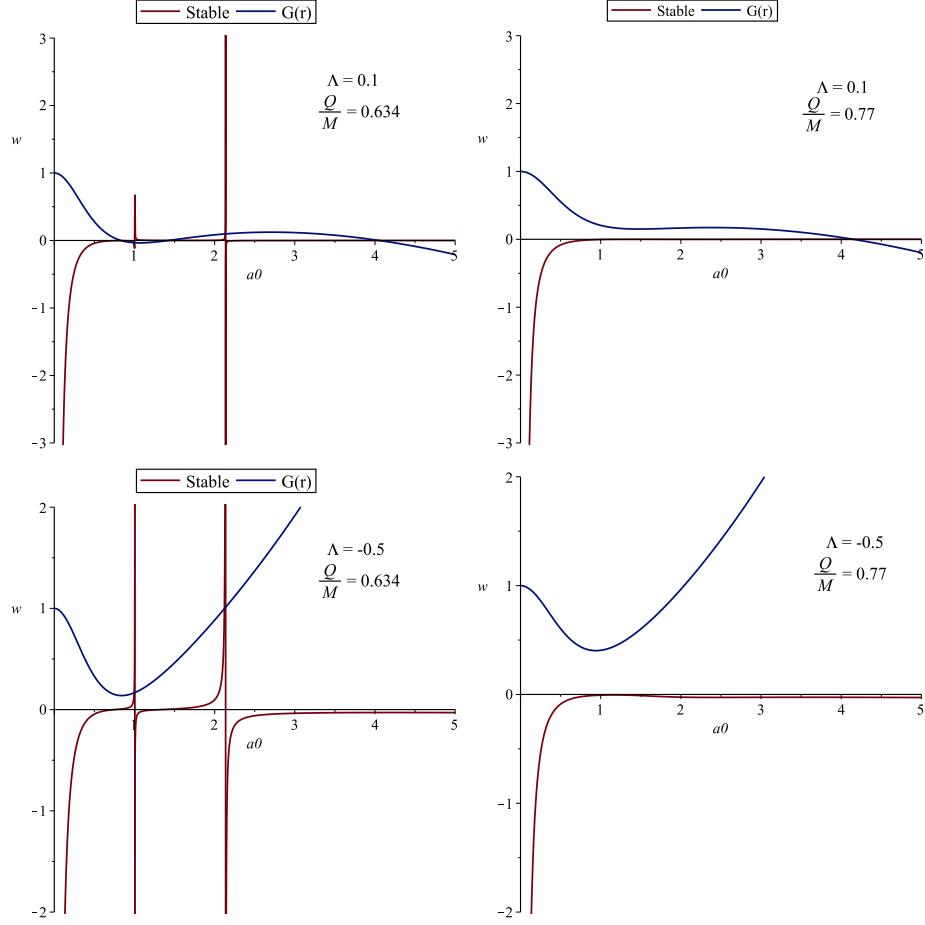 Stable G(r)
3
2
w
1
0
−1
−2
−3
1 2 3 4 5
a0
Λ = 0.1
Q
M
= 0.634
Stable G(r)
3
2
w
1
0
−1
−2
−3
1 2 3 4 5
a0
Λ = 0.1
Q
M
= 0.77
Stable G(r)
2
w
1
0
−1
−2
1 2 3 4 5
a0
Λ = -0.5
Q
M
= 0.634
2
w
1
0
−1
−2
1 2 3 4 5
a0
Λ = -0.5
Q
M
= 0.77